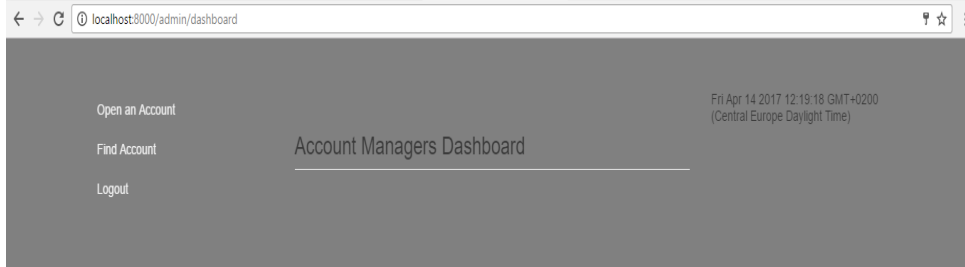 localhost:8000/admin/dashboard
Open an Account
Find Account
Logout
Account Managers Dashboard
Fri Apr 14 2017 12:19:18 GMT+0200
(Central Europe Daylight Time)